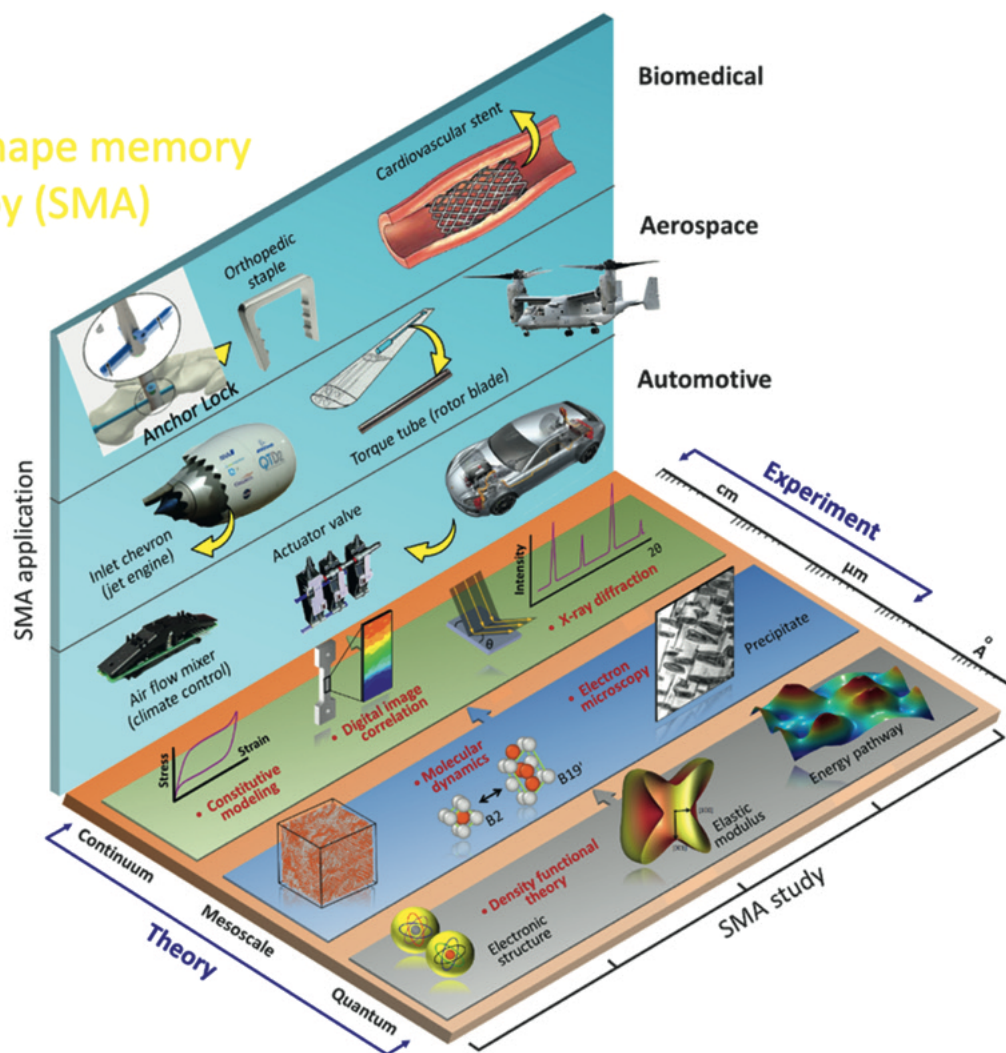 hape memory
y (SMA)
Biomedical
Aerospace
Automotive
Cardiovascular stent
Orthopedic
staple
Anchor Lock
Torque tube (rotor blade)
QTD2
Inlet chevron
(jet engine)
Actuator valve
Air flow mixer
(climate control)
SMA application
Experiment
cm
μm
Å
Intensity
2θ
• X-ray diffraction
θ
• Digital image
correlation
Stress
Strain
• Constitutive
modeling
• Electron
microscopy
Precipitate
• Molecular
dynamics
B2
B19'
Energy pathway
Elastic
modulus
• Density functional
theory
Electronic
structure
Continuum
Mesoscale
Quantum
Theory
SMA study